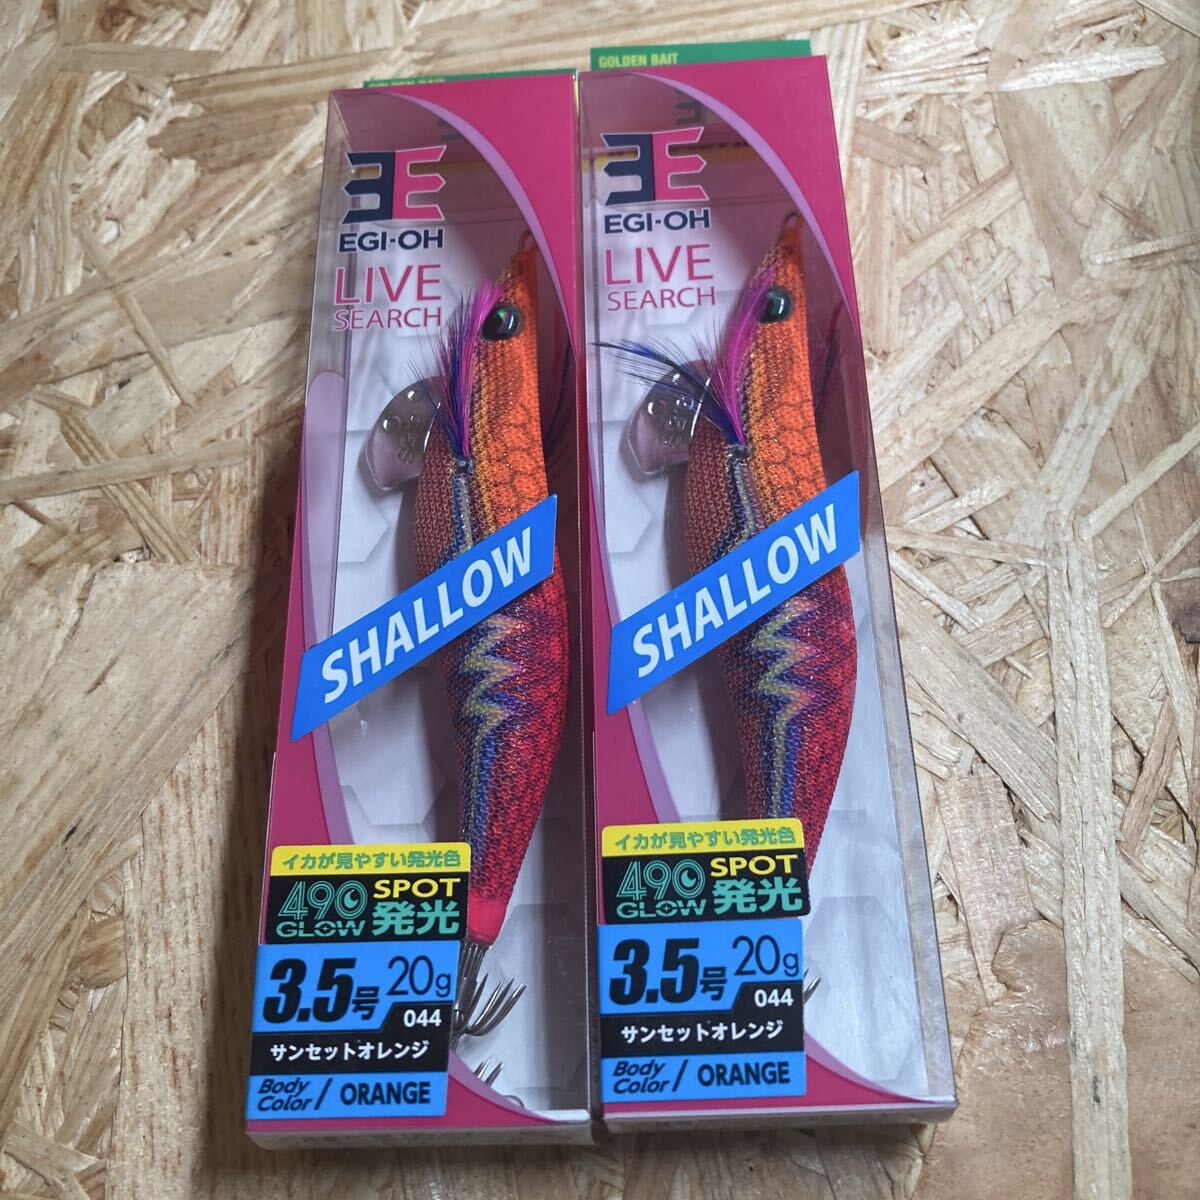 GOLDEN BAIT
EGI-OH
LIVE
SEARCH
SHALLOW
イカが見やすい発光色
490
GLOW
SPOT
発光
3.5号 20g
044
サンセットオレンジ
Body
Color / ORANGE
GOLDEN BAIT
EGI-OH
LIVE
SEARCH
SHALLOW
イカが見やすい発光色
490
GLOW
SPOT
発光
3.5号 20g
044
サンセットオレンジ
Body
Color / ORANGE